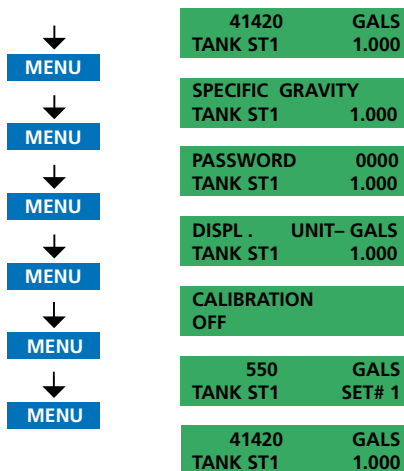 41420 GALS
TANK ST1 1.000
MENU
SPECIFIC GRAVITY
TANK ST1 1.000
MENU
PASSWORD 0000
TANK ST1 1.000
MENU
DISPL . UNIT– GALS
TANK ST1 1.000
MENU
CALIBRATION
OFF
MENU
550 GALS
TANK ST1 SET# 1
MENU
41420 GALS
TANK ST1 1.000